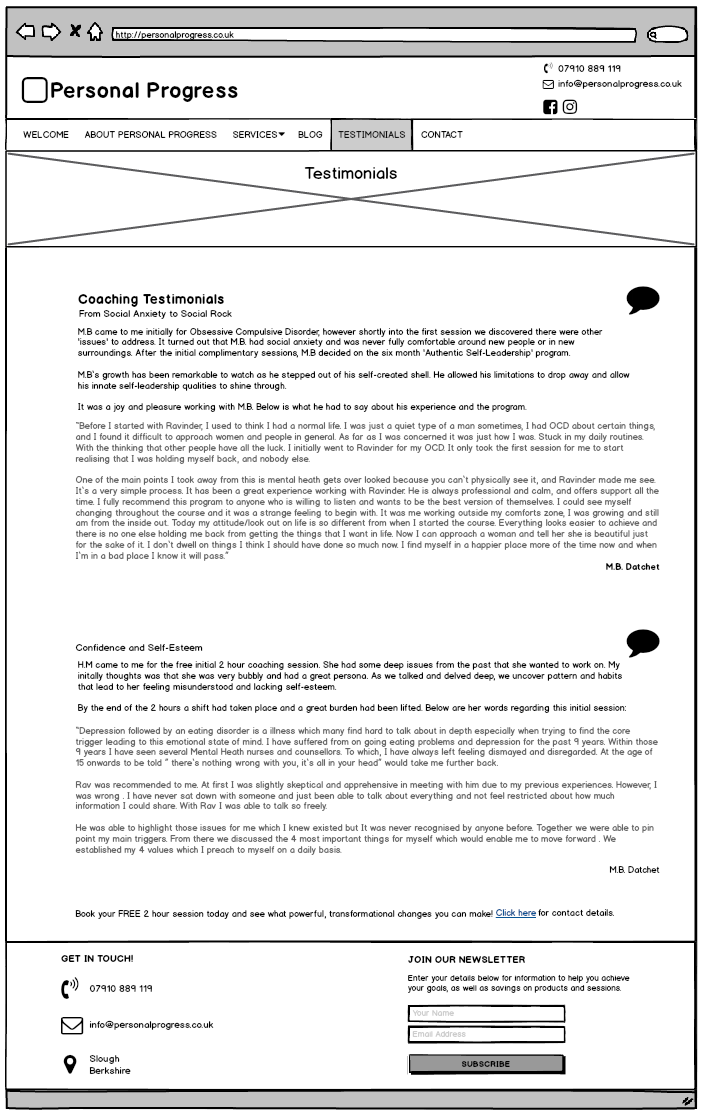 http://personalprogress.co.uk
Personal Progress
07910 889 119
info@personalprogress.co.uk
WELCOME ABOUT PERSONAL PROGRESS SERVICES BLOG TESTIMONIALS CONTACT
Testimonials
Coaching Testimonials
From Social Anxiety to Social Rock
M.B came to me initially for Obsessive Compulsive Disorder, however shortly into the first session we discovered there were other
'issues' to address. It turned out that M.B. had social anxiety and was never fully comfortable around new people or in new
surroundings. After the initial complimentary sessions, M.B decided on the six month 'Authentic Self-Leadership' program.
M.B's growth has been remarkable to watch as he stepped out of his self-created shell. He allowed his limitations to drop away and allow
his innate self-leadership qualities to shine through.
It was a joy and pleasure working with M.B. Below is what he had to say about his experience and the program.
"Before I started with Ravinder, I used to think I had a normal life. I was just a quiet type of a man sometimes, I had OCD about certain things,
and I found it difficult to approach women and people in general. As far as I was concerned it was just how I was. Stuck in my daily routines.
With the thinking that other people have all the luck. I initially went to Ravinder for my OCD. It only took the first session for me to start
realising that I was holding myself back, and nobody else.
One of the main points I took away from this is mental heath gets over looked because you can't physically see it, and Ravinder made me see.
It's a very simple process. It has been a great experience working with Ravinder. He is always professional and calm, and offers support all the
time. I fully recommend this program to anyone who is willing to listen and wants to be the best version of themselves. I could see myself
changing throughout the course and it was a strange feeling to begin with. It was me working outside my comforts zone, I was growing and still
am from the inside out. Today my attitude/look out on life is so different from when I started the course. Everything looks easier to achieve and
there is no one else holding me back from getting the things that I want in life. Now I can approach a woman and tell her she is beautiful just
for the sake of it. I don't dwell on things I think I should have done so much now. I find myself in a happier place more of the time now and when
I'm in a bad place I know it will pass."
M.B. Datchet
Confidence and Self-Esteem
H.M came to me for the free initial 2 hour coaching session. She had some deep issues from the past that she wanted to work on. My
initally thoughts was that she was very bubbly and had a great persona. As we talked and delved deep, we uncover pattern and habits
that lead to her feeling misunderstood and lacking self-esteem.
By the end of the 2 hours a shift had taken place and a great burden had been lifted. Below are her words regarding this initial session:
"Depression followed by an eating disorder is a illness which many find hard to talk about in depth especially when trying to find the core
trigger leading to this emotional state of mind. I have suffered from on going eating problems and depression for the past 9 years. Within those
9 years I have seen several Mental Heath nurses and counsellors. To which, I have always left feeling dismayed and disregarded. At the age of
15 onwards to be told " there's nothing wrong with you, it's all in your head" would take me further back.
Rav was recommended to me. At first I was slightly skeptical and apprehensive in meeting with him due to my previous experiences. However, I
was wrong . I have never sat down with someone and just been able to talk about everything and not feel restricted about how much
information I could share. With Rav I was able to talk so freely.
He was able to highlight those issues for me which I knew existed but It was never recognised by anyone before. Together we were able to pin
point my main triggers. From there we discussed the 4 most important things for myself which would enable me to move forward . We
established my 4 values which I preach to myself on a daily basis.
M.B. Datchet
Book your FREE 2 hour session today and see what powerful, transformational changes you can make! Click here for contact details.
GET IN TOUCH!
07910 889 119
info@personalprogress.co.uk
Slough
Berkshire
JOIN OUR NEWSLETTER
Enter your details below for information to help you achieve
your goals, as well as savings on products and sessions.
Your Name
Email Address
SUBSCRIBE